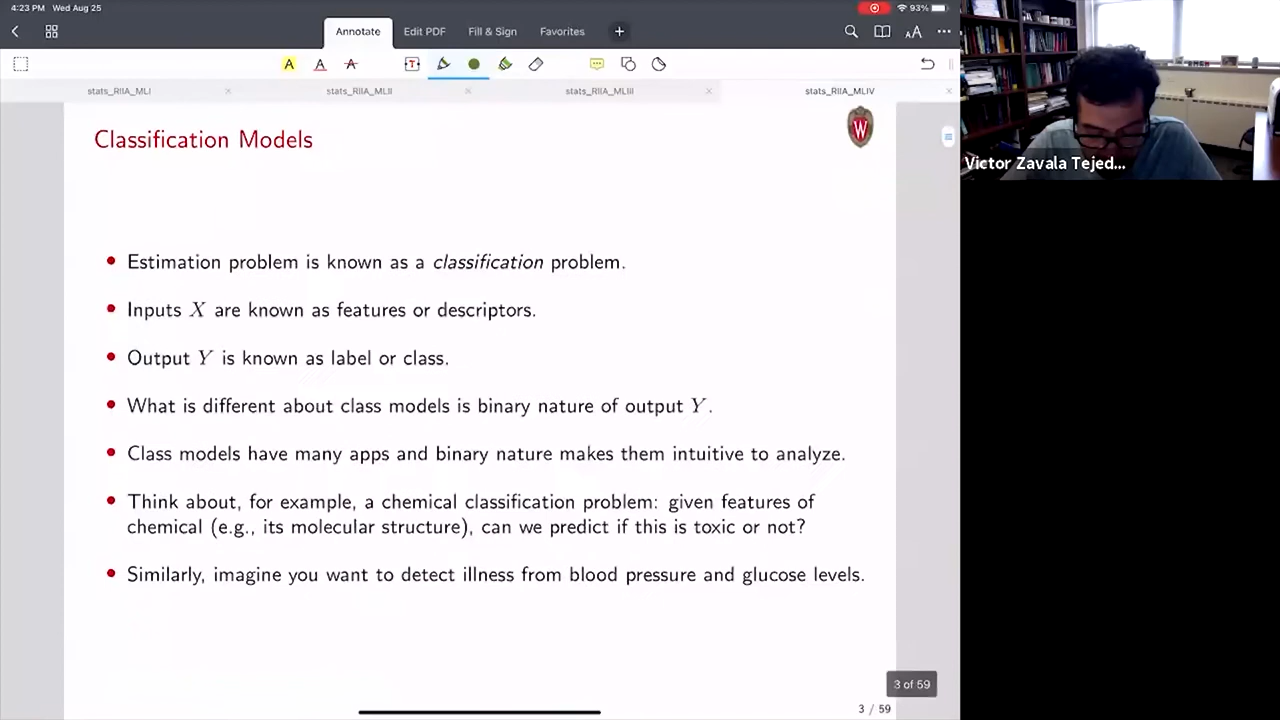 4:23 PM Wed Aug 25
93%
Annotate Edit PDF Fill & Sign Favorites
A A A T AA
stats_RIIA_MLI stats_RIIA_MLII stats_RIIA_MLIII stats_RIIA_MLIV
Classification Models
W
• Estimation problem is known as a classification problem.
• Inputs X are known as features or descriptors.
• Output Y is known as label or class.
• What is different about class models is binary nature of output Y.
• Class models have many apps and binary nature makes them intuitive to analyze.
• Think about, for example, a chemical classification problem: given features of
chemical (e.g., its molecular structure), can we predict if this is toxic or not?
• Similarly, imagine you want to detect illness from blood pressure and glucose levels.
3 of 59
3 / 59
Victor Zavala Tejed...